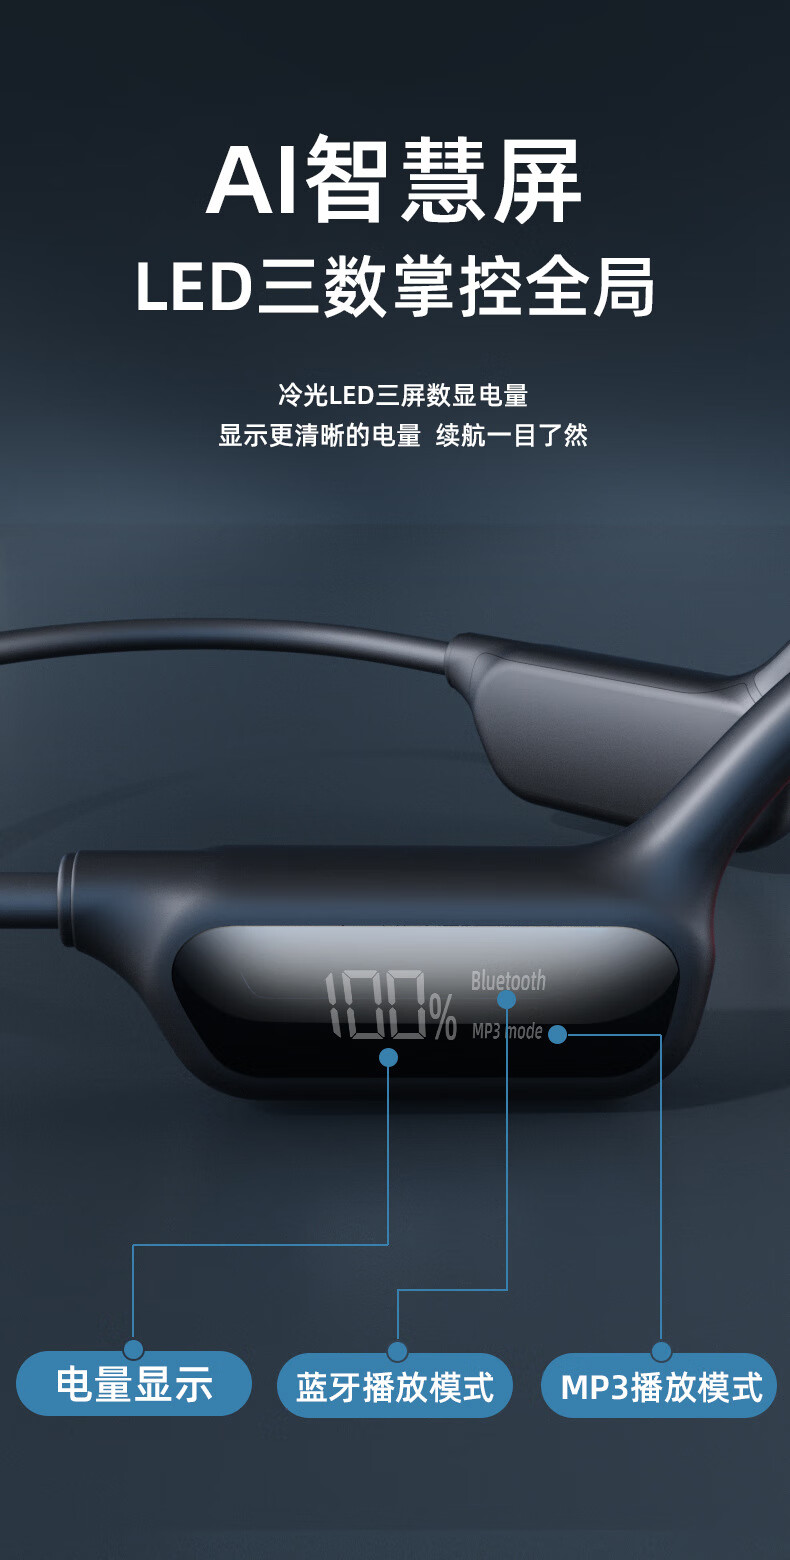 AI智慧屏
LED三数掌控全局
冷光LED三屏数显电量
显示更清晰的电量 续航一目了然
100%
Bluetooth
MP3 mode
电量显示
蓝牙播放模式
MP3播放模式